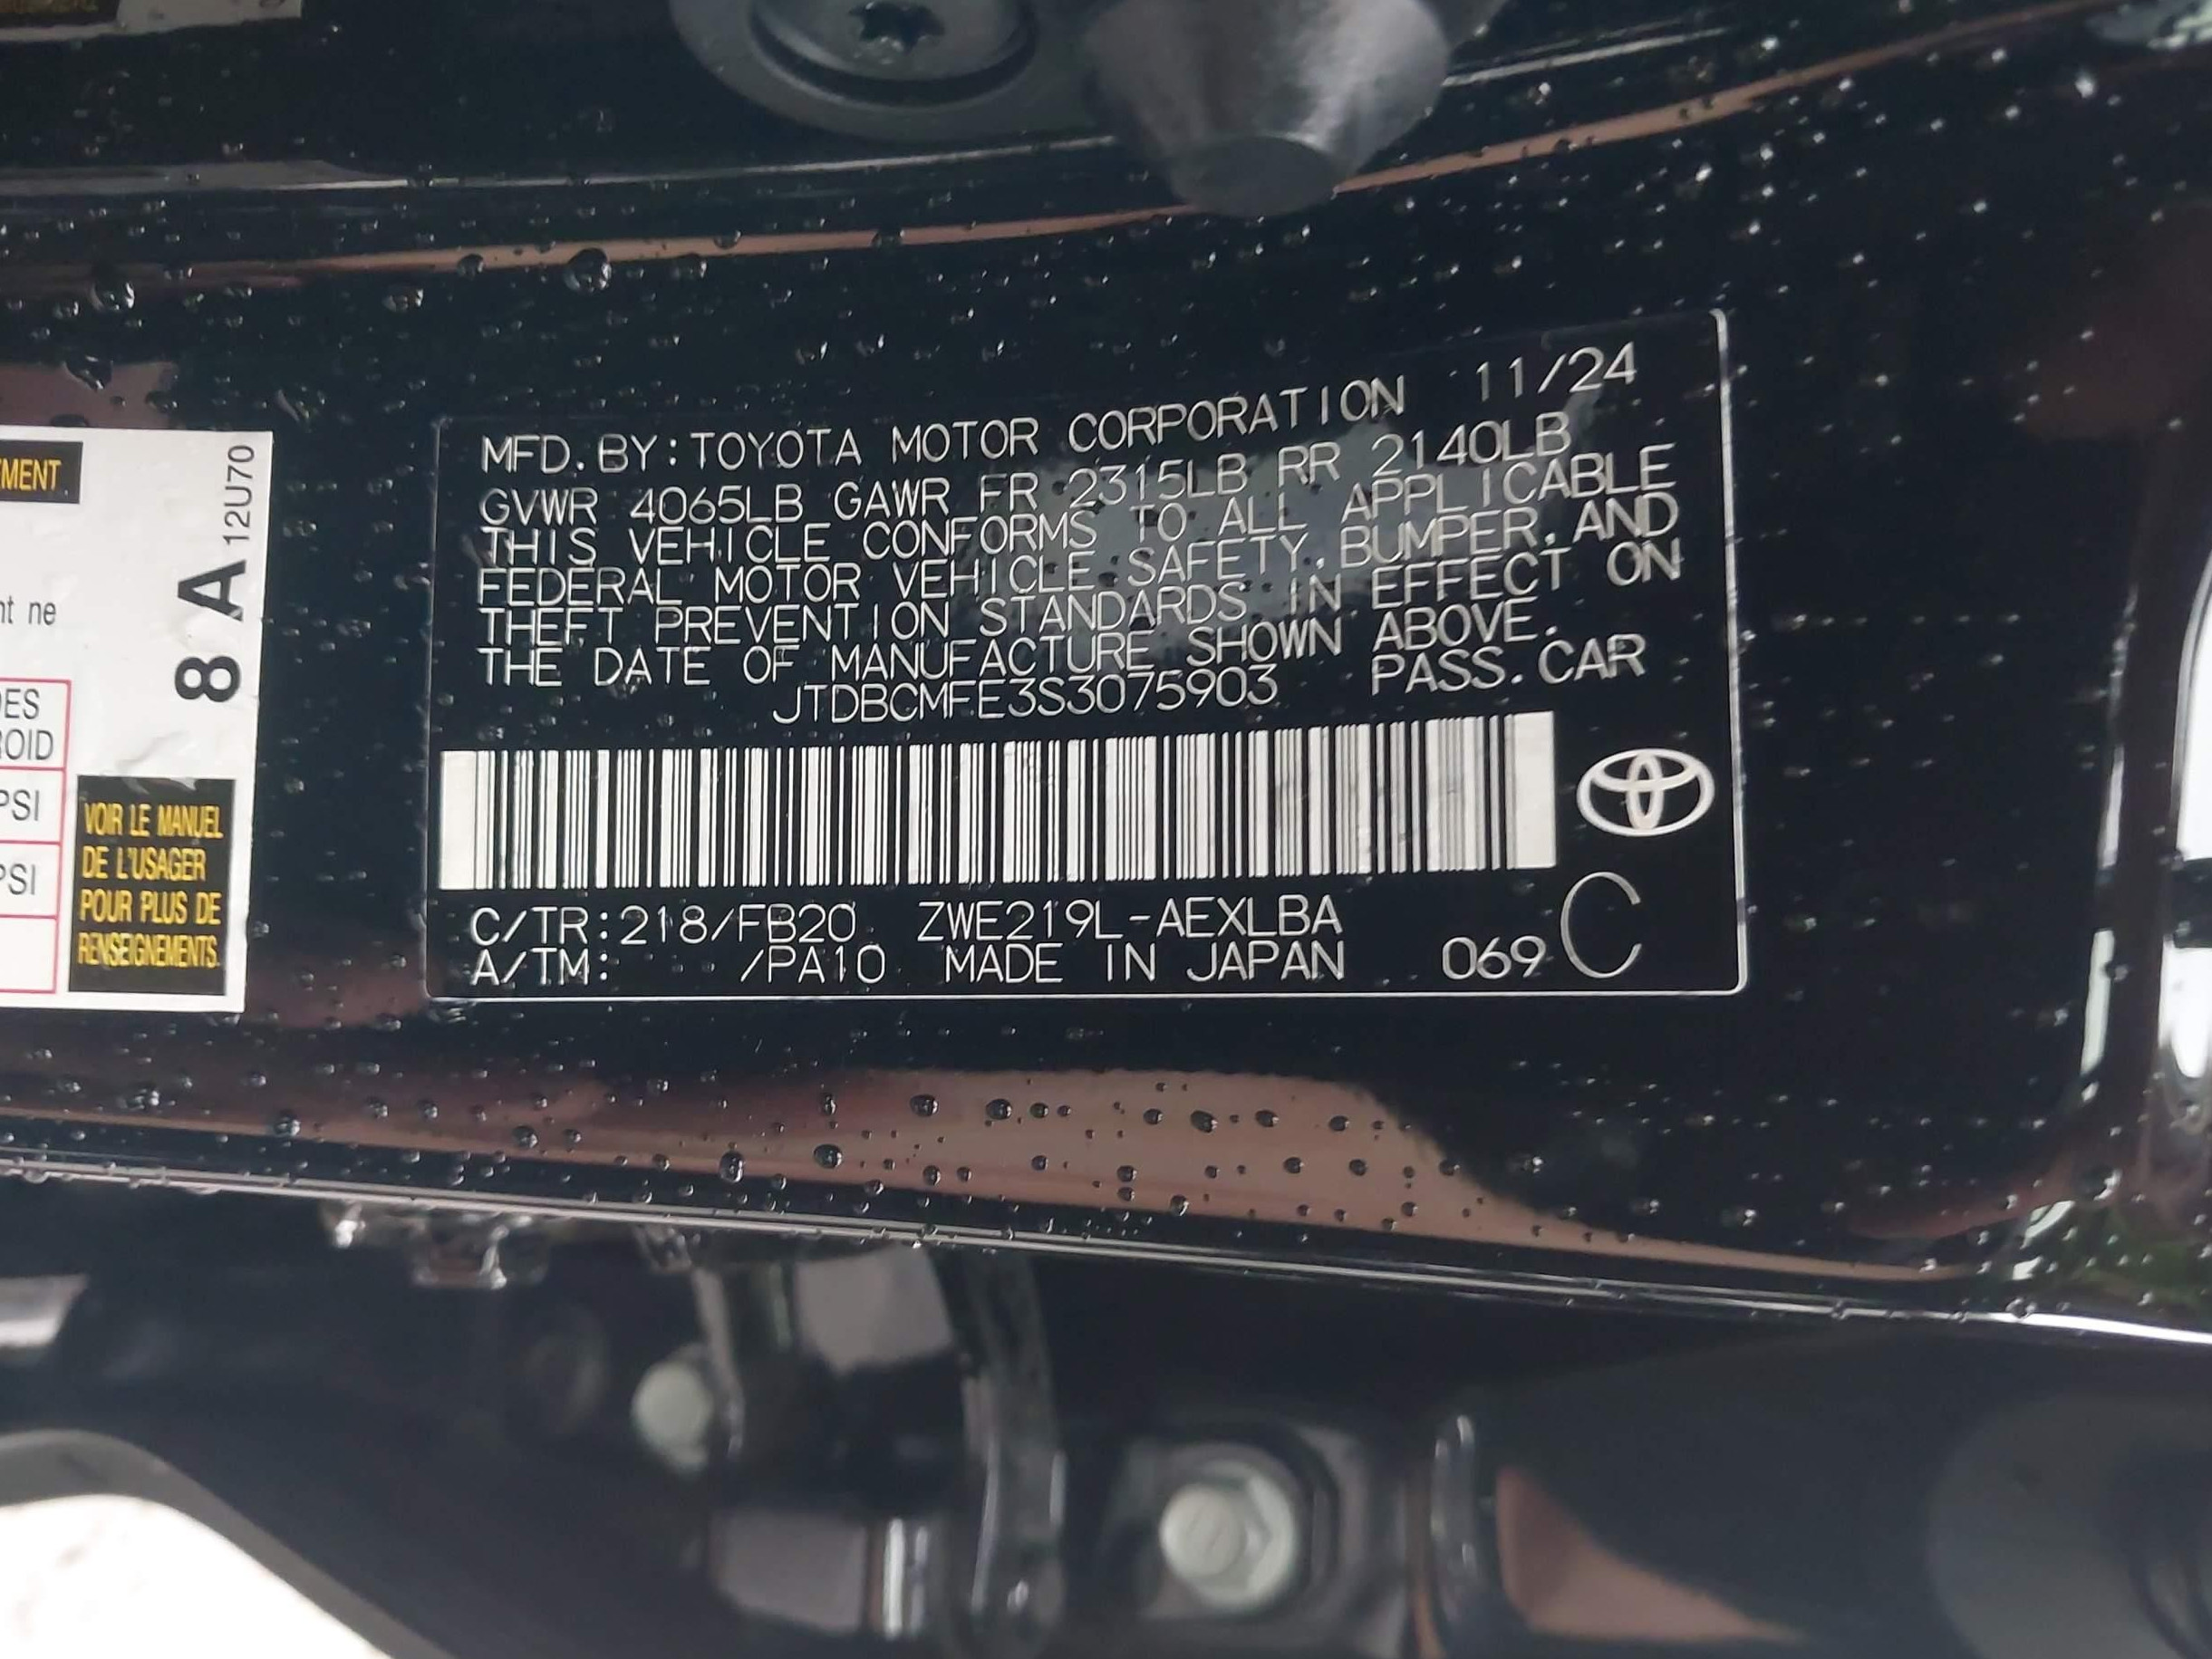 MFD. BY: TOYOTA MOTOR CORPORATION 11/24
GVWR 4065LB GAWR FR 2315LB RR 2140LB
THIS VEHICLE CONFORMS TO ALL APPLICABLE
FEDERAL MOTOR VEHICLE SAFETY, BUMPER, AND
THEFT PREVENTION STANDARDS IN EFFECT ON
THE DATE OF MANUFACTURE SHOWN ABOVE.
JTDBCMFE3S3075903 PASS. CAR
C/TR: 218/FB20 ZWE219L-AEXLBA
A/TM: /PA10 MADE IN JAPAN 069 C
8 A 12U70
nt ne
PSI
PSI
VOIR LE MANUEL
DE L'USAGER
POUR PLUS DE
RENSEIGNEMENTS.